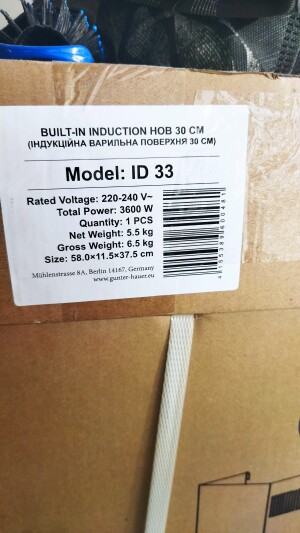 BUILT-IN INDUCTION HOB 30 CM
(ІНДУКЦІЙНА ВАРИЛЬНА ПОВЕРХНЯ 30 СМ)
Model: ID 33
Rated Voltage: 220-240 V~
Total Power: 3600 W
Quantity: 1 PCS
Net Weight: 5.5 kg
Gross Weight: 6.5 kg
Size: 58.0×11.5×37.5 cm
Mühlenstrasse 8A, Berlin 14167, Germany
www.gunter-hauer.eu